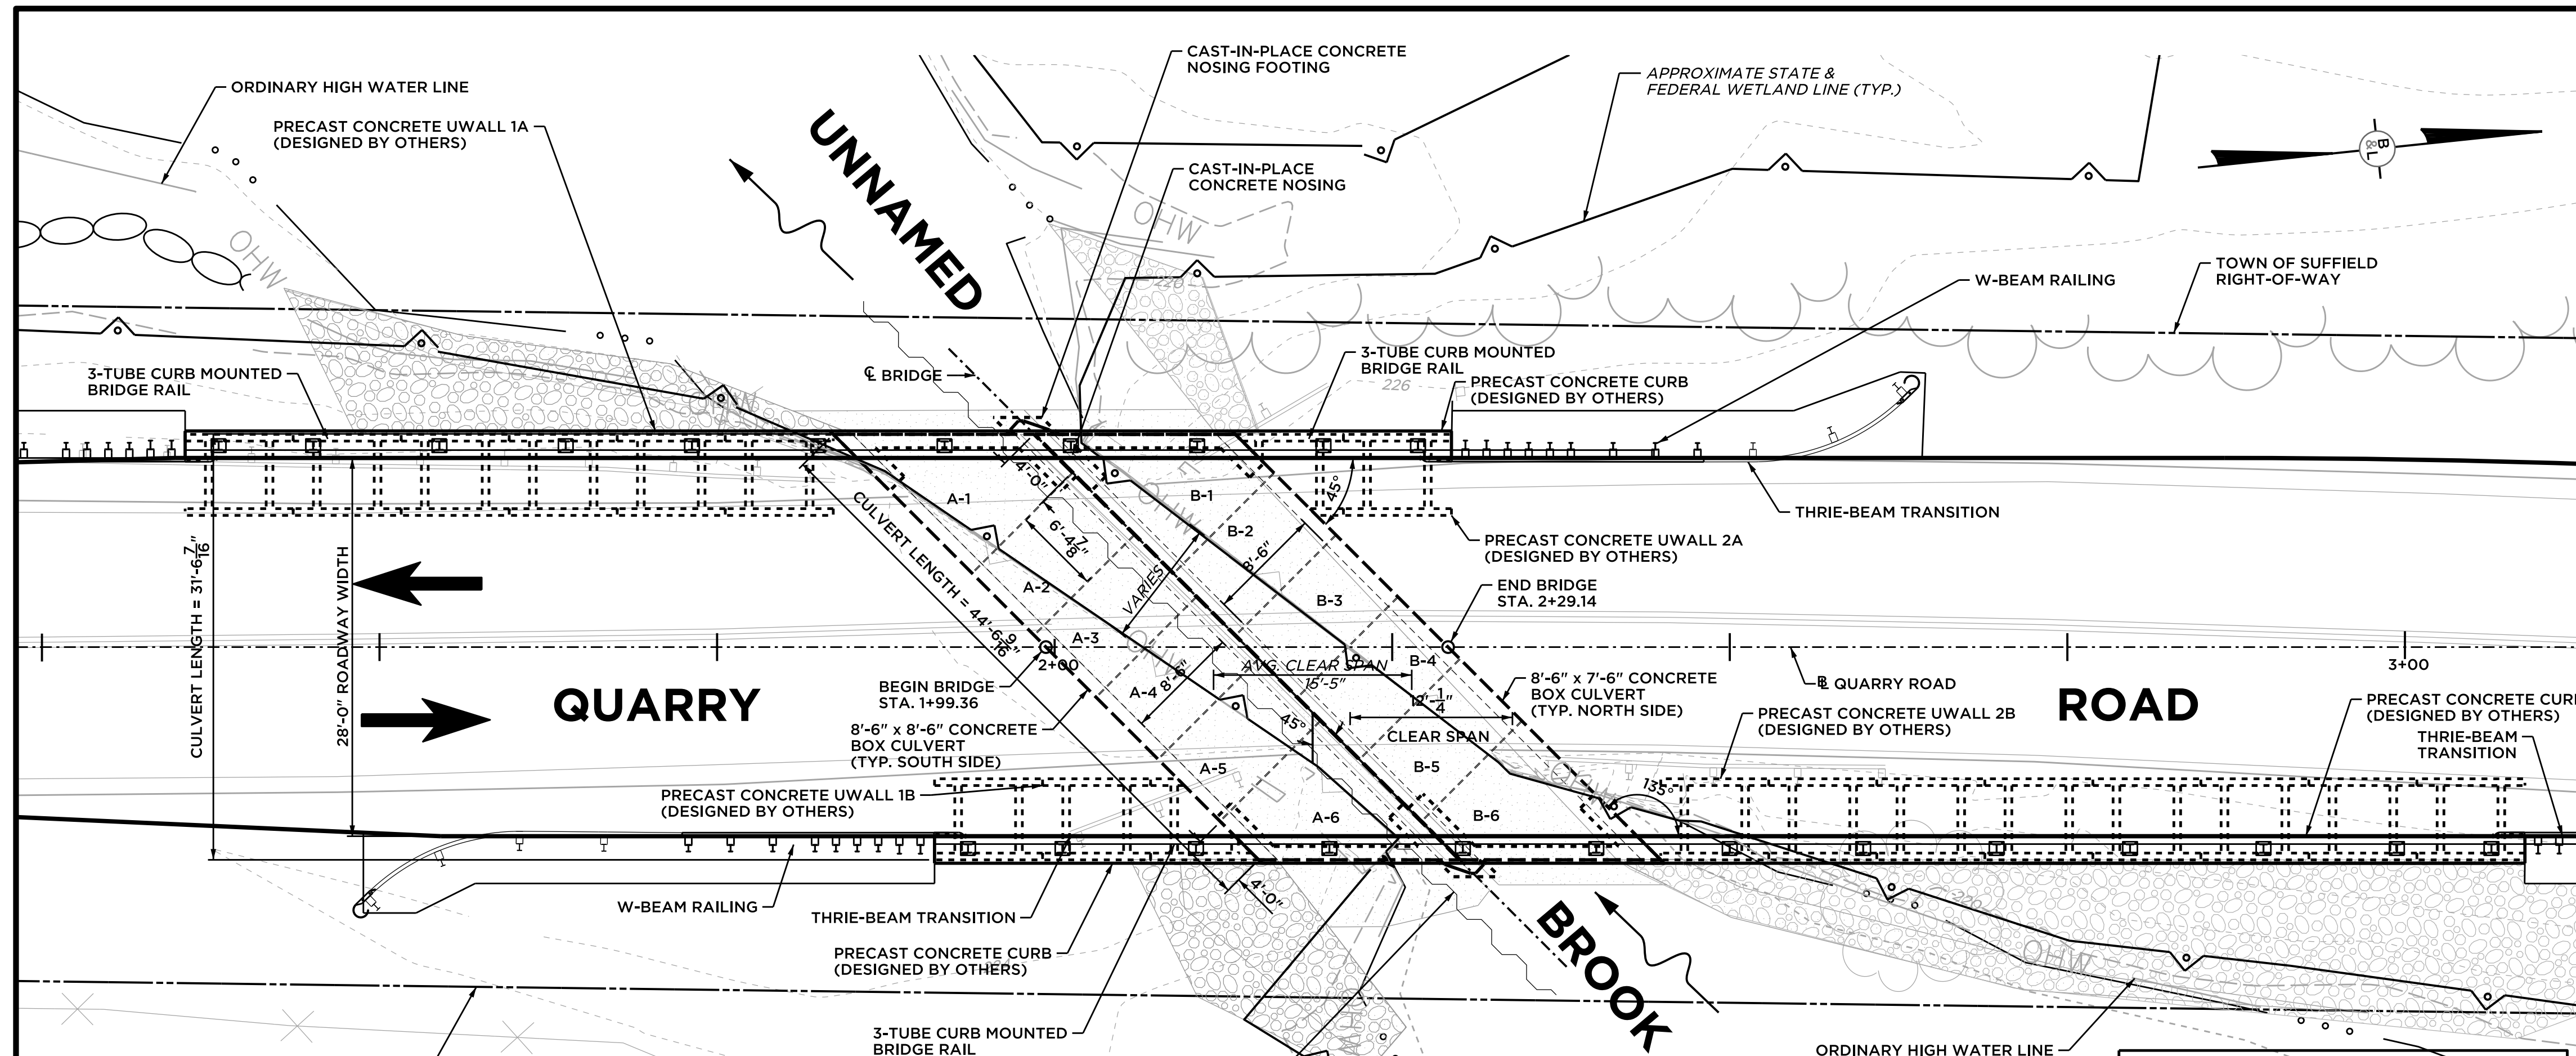 CAST-IN-PLACE CONCRETE
NOSING FOOTING
APPROXIMATE STATE &
FEDERAL WETLAND LINE (TYP.)
ORDINARY HIGH WATER LINE
PRECAST CONCRETE UWALL 1A
(DESIGNED BY OTHERS)
UNNAMED
B
&
L
CAST-IN-PLACE
CONCRETE NOSING
OHW
OHW
TOWN OF SUFFIELD
RIGHT-OF-WAY
W-BEAM RAILING
220
3-TUBE CURB MOUNTED
BRIDGE RAIL
℄ BRIDGE
3-TUBE CURB MOUNTED
BRIDGE RAIL
226
PRECAST CONCRETE CURB
(DESIGNED BY OTHERS)
OHW
A-1
4'-0"
B-1
45°
OHW
CULVERT LENGTH = 44'-6 9/16"
6'-4 7/8"
B-2
8'-6"
THRIE-BEAM TRANSITION
PRECAST CONCRETE UWALL 2A
(DESIGNED BY OTHERS)
CULVERT LENGTH = 31'-6 7/16"
28'-0" ROADWAY WIDTH
A-2
VARIES
B-3
END BRIDGE
STA. 2+29.14
A-3
2+00
OHW
B-4
3+00
AVG. CLEAR SPAN
15'-5"
BEGIN BRIDGE
STA. 1+99.36
A-4
8'-6"
8'-6" x 7'-6" CONCRETE
BOX CULVERT
(TYP. NORTH SIDE)
B̲L QUARRY ROAD
QUARRY
ROAD
PRECAST CONCRETE CURB
(DESIGNED BY OTHERS)
12'-1/4"
CLEAR SPAN
45°
8'-6" x 8'-6" CONCRETE
BOX CULVERT
(TYP. SOUTH SIDE)
PRECAST CONCRETE UWALL 2B
(DESIGNED BY OTHERS)
THRIE-BEAM
TRANSITION
A-5
B-5
OHW
135°
PRECAST CONCRETE UWALL 1B
(DESIGNED BY OTHERS)
A-6
B-6
4'-0"
W-BEAM RAILING
THRIE-BEAM TRANSITION
BROOK
PRECAST CONCRETE CURB
(DESIGNED BY OTHERS)
OHW
3-TUBE CURB MOUNTED
BRIDGE RAIL
OHW
ORDINARY HIGH WATER LINE